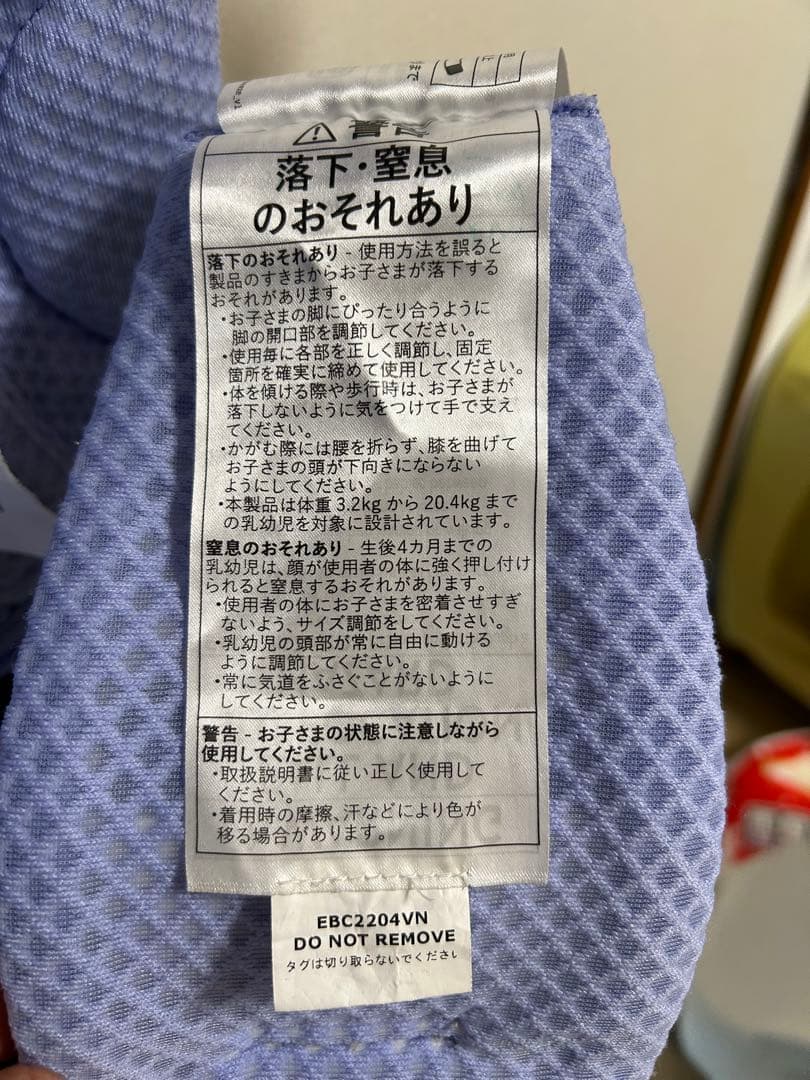 まで
警告
落下・窒息
のおそれあり
落下のおそれあり - 使用方法を誤ると
製品のすきまからお子さまが落下する
おそれがあります。
・お子さまの脚にぴったり合うように
脚の開口部を調節してください。
・使用毎に各部を正しく調節し、固定
箇所を確実に締めて使用してください。
・体を傾ける際や歩行時は、お子さまが
落下しないように気をつけて手で支え
てください。
・かがむ際には腰を折らず、膝を曲げて
お子さまの頭が下向きにならない
ようにしてください。
・本製品は体重 3.2kg から 20.4kg まで
の乳幼児を対象に設計されています。
窒息のおそれあり - 生後4カ月までの
乳幼児は、顔が使用者の体に強く押し付け
られると窒息するおそれがあります。
・使用者の体にお子さまを密着させすぎ
ないよう、サイズ調節をしてください。
・乳幼児の頭部が常に自由に動ける
ように調節してください。
・常に気道をふさぐことがないように
してください。
警告 - お子さまの状態に注意しながら
使用してください。
・取扱説明書に従い正しく使用して
ください。
・着用時の摩擦、汗などにより色が
移る場合があります。
EBC2204VN
DO NOT REMOVE
タグは切り取らないでください